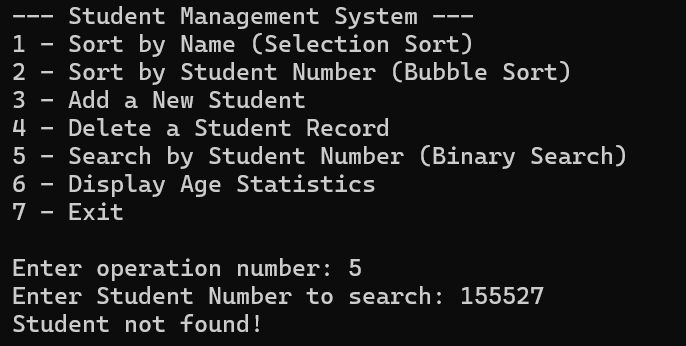 --- Student Management System ---
1 - Sort by Name (Selection Sort)
2 - Sort by Student Number (Bubble Sort)
3 - Add a New Student
4 - Delete a Student Record
5 - Search by Student Number (Binary Search)
6 - Display Age Statistics
7 - Exit
Enter operation number: 5
Enter Student Number to search: 155527
Student not found!